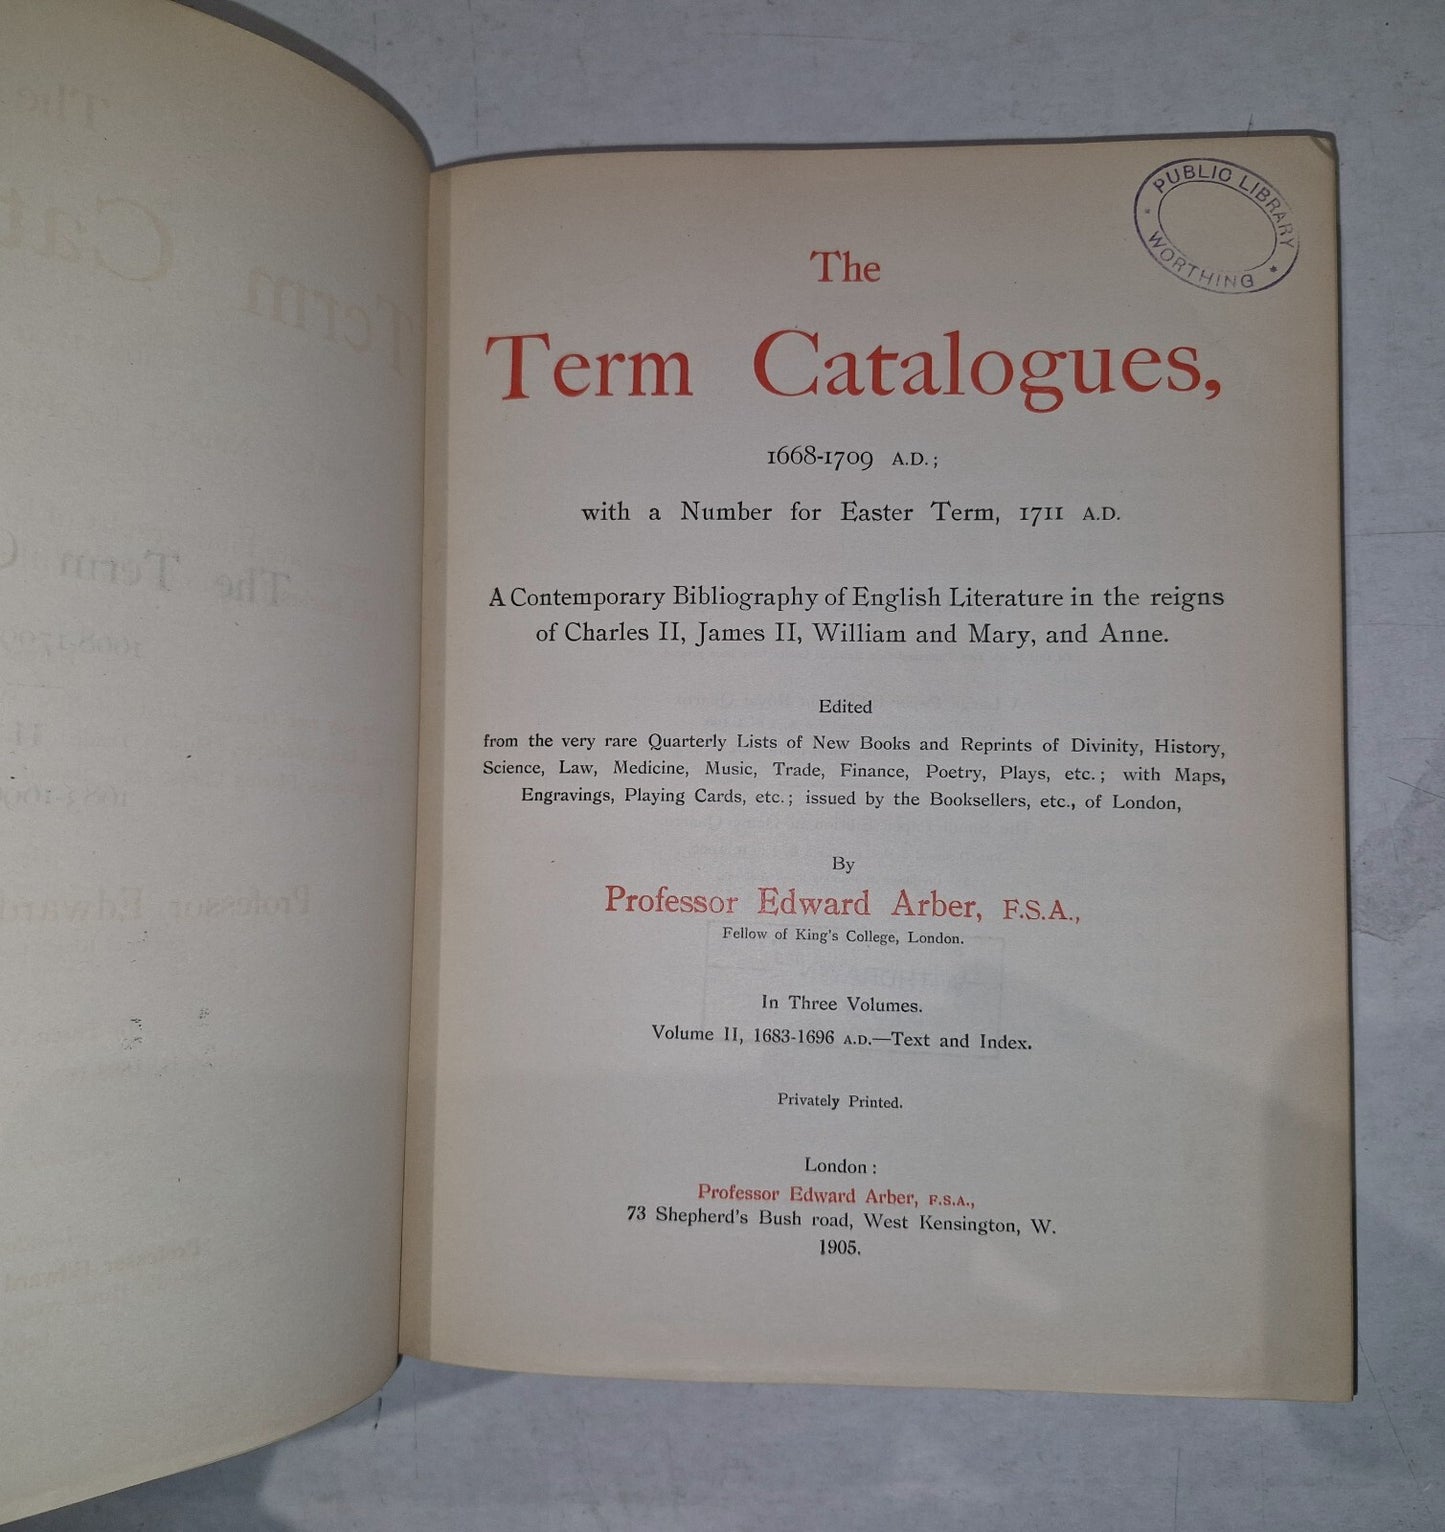 PUBLIC LIBRARY
* WORTHING *
The
Term Catalogues,
1668-1709 A.D.;
with a Number for Easter Term, 1711 A.D.
A Contemporary Bibliography of English Literature in the reigns
of Charles II, James II, William and Mary, and Anne.
Edited
from the very rare Quarterly Lists of New Books and Reprints of Divinity, History,
Science, Law, Medicine, Music, Trade, Finance, Poetry, Plays, etc.; with Maps,
Engravings, Playing Cards, etc.; issued by the Booksellers, etc., of London,
By
Professor Edward Arber, F.S.A.,
Fellow of King's College, London.
In Three Volumes.
Volume II, 1683-1696 A.D.—Text and Index.
Privately Printed.
London:
Professor Edward Arber, F.S.A.,
73 Shepherd's Bush road, West Kensington, W.
1905.